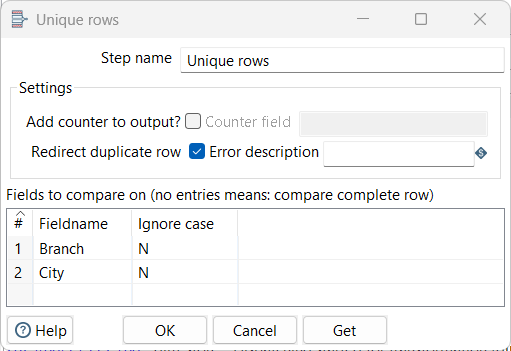 Unique rows
Step name Unique rows
Settings
Add counter to output? Counter field
Redirect duplicate row Error description
Fields to compare on (no entries means: compare complete row)
# Fieldname Ignore case
1 Branch N
2 City N
Help OK Cancel Get